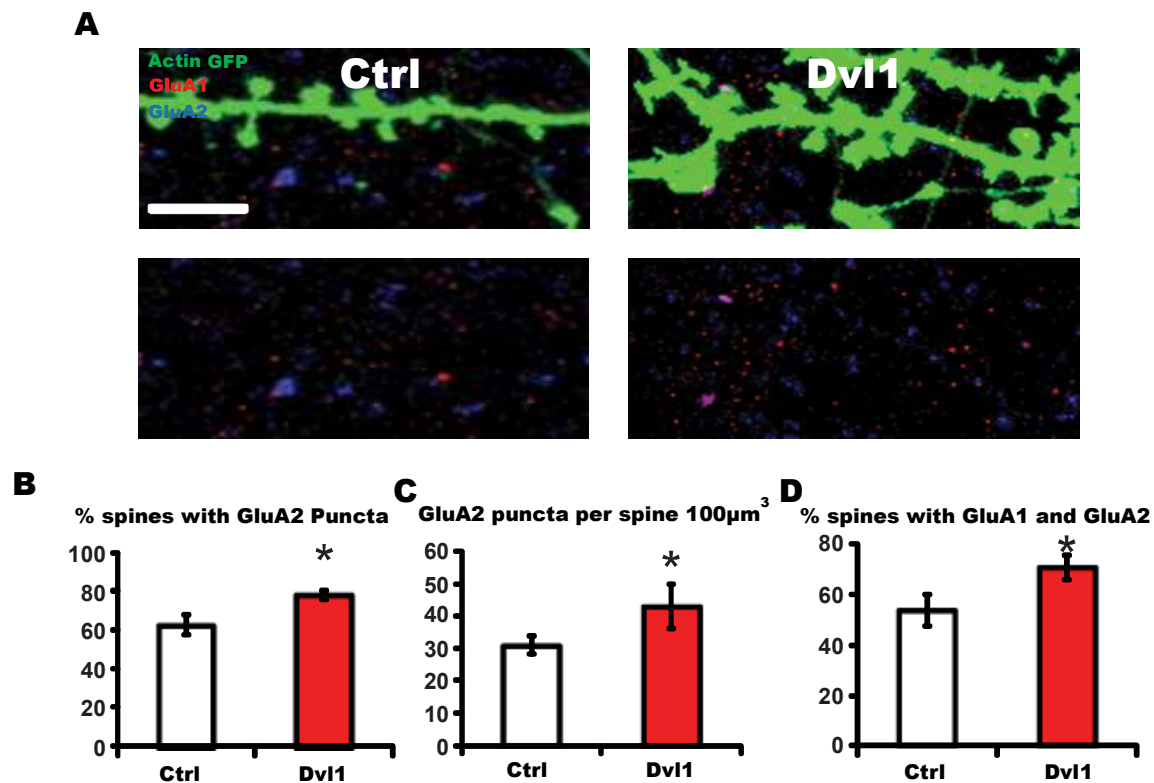 A
Actin GFP
GluA1
GluA2
Ctrl
Dvl1
B
% spines with GluA2 Puncta
100
80
60
40
20
0
Ctrl
Dvl1
*
C
GluA2 puncta per spine 100µm³
60
50
40
30
20
10
0
Ctrl
Dvl1
*
D
% spines with GluA1 and GluA2
80
60
40
20
0
Ctrl
Dvl1
*